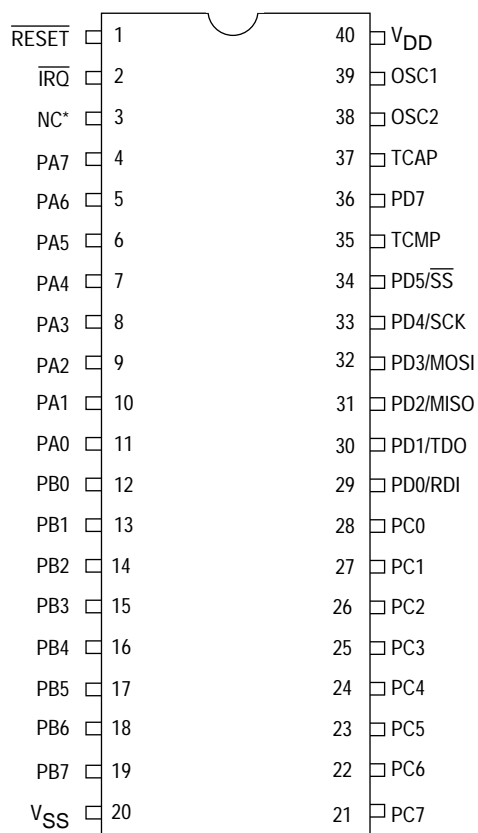 RESET 1 40 VDD
IRQ 2 39 OSC1
NC* 3 38 OSC2
PA7 4 37 TCAP
PA6 5 36 PD7
PA5 6 35 TCMP
PA4 7 34 PD5/SS
PA3 8 33 PD4/SCK
PA2 9 32 PD3/MOSI
PA1 10 31 PD2/MISO
PA0 11 30 PD1/TDO
PB0 12 29 PD0/RDI
PB1 13 28 PC0
PB2 14 27 PC1
PB3 15 26 PC2
PB4 16 25 PC3
PB5 17 24 PC4
PB6 18 23 PC5
PB7 19 22 PC6
VSS 20 21 PC7